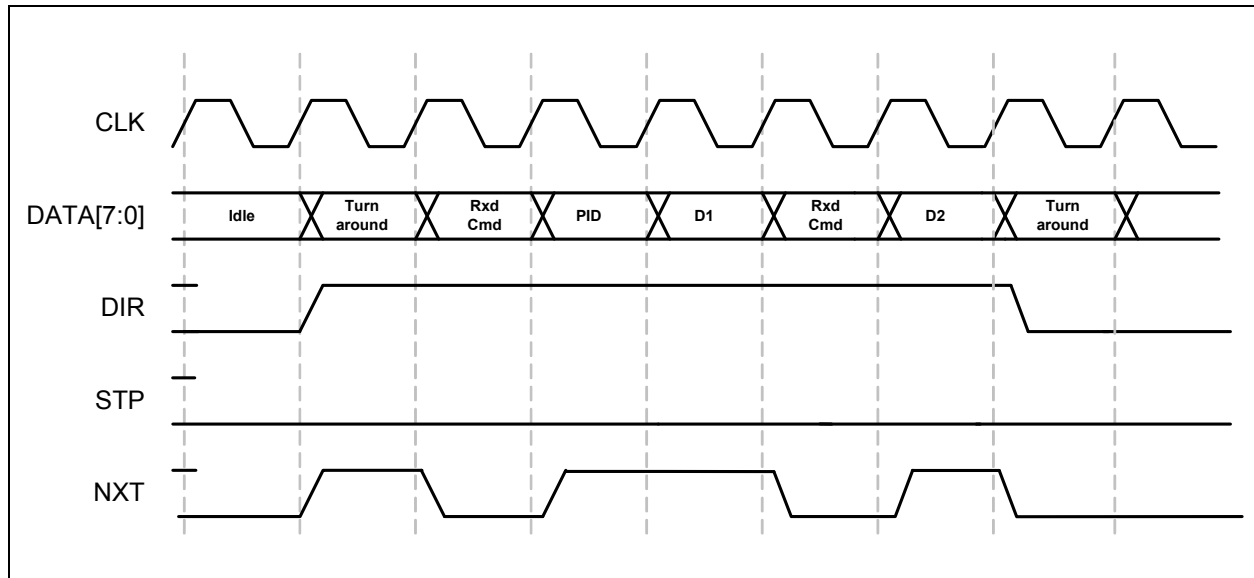 CLK
DATA[7:0]
Idle
Turn
around
Rxd
Cmd
PID
D1
Rxd
Cmd
D2
Turn
around
DIR
STP
NXT